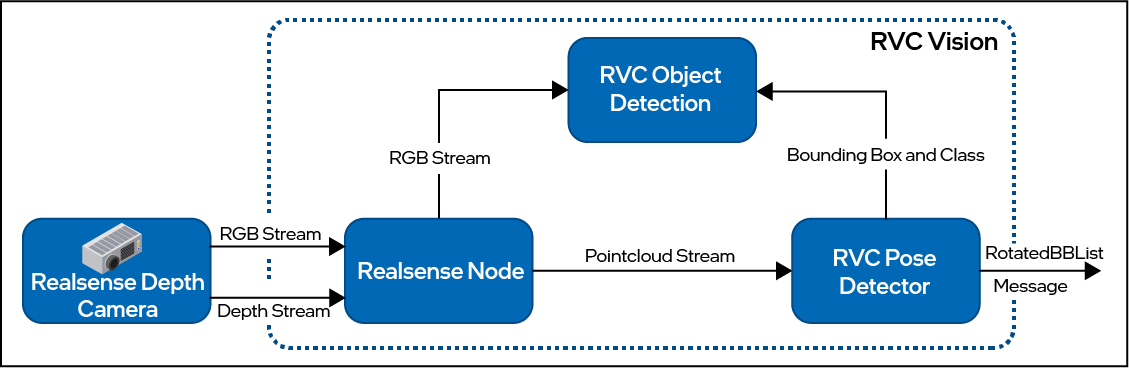 RVC Vision
RVC Object
Detection
RGB Stream
Bounding Box and Class
Realsense Depth
Camera
RGB Stream
Depth Stream
Realsense Node
Pointcloud Stream
RVC Pose
Detector
RotatedBBList
Message